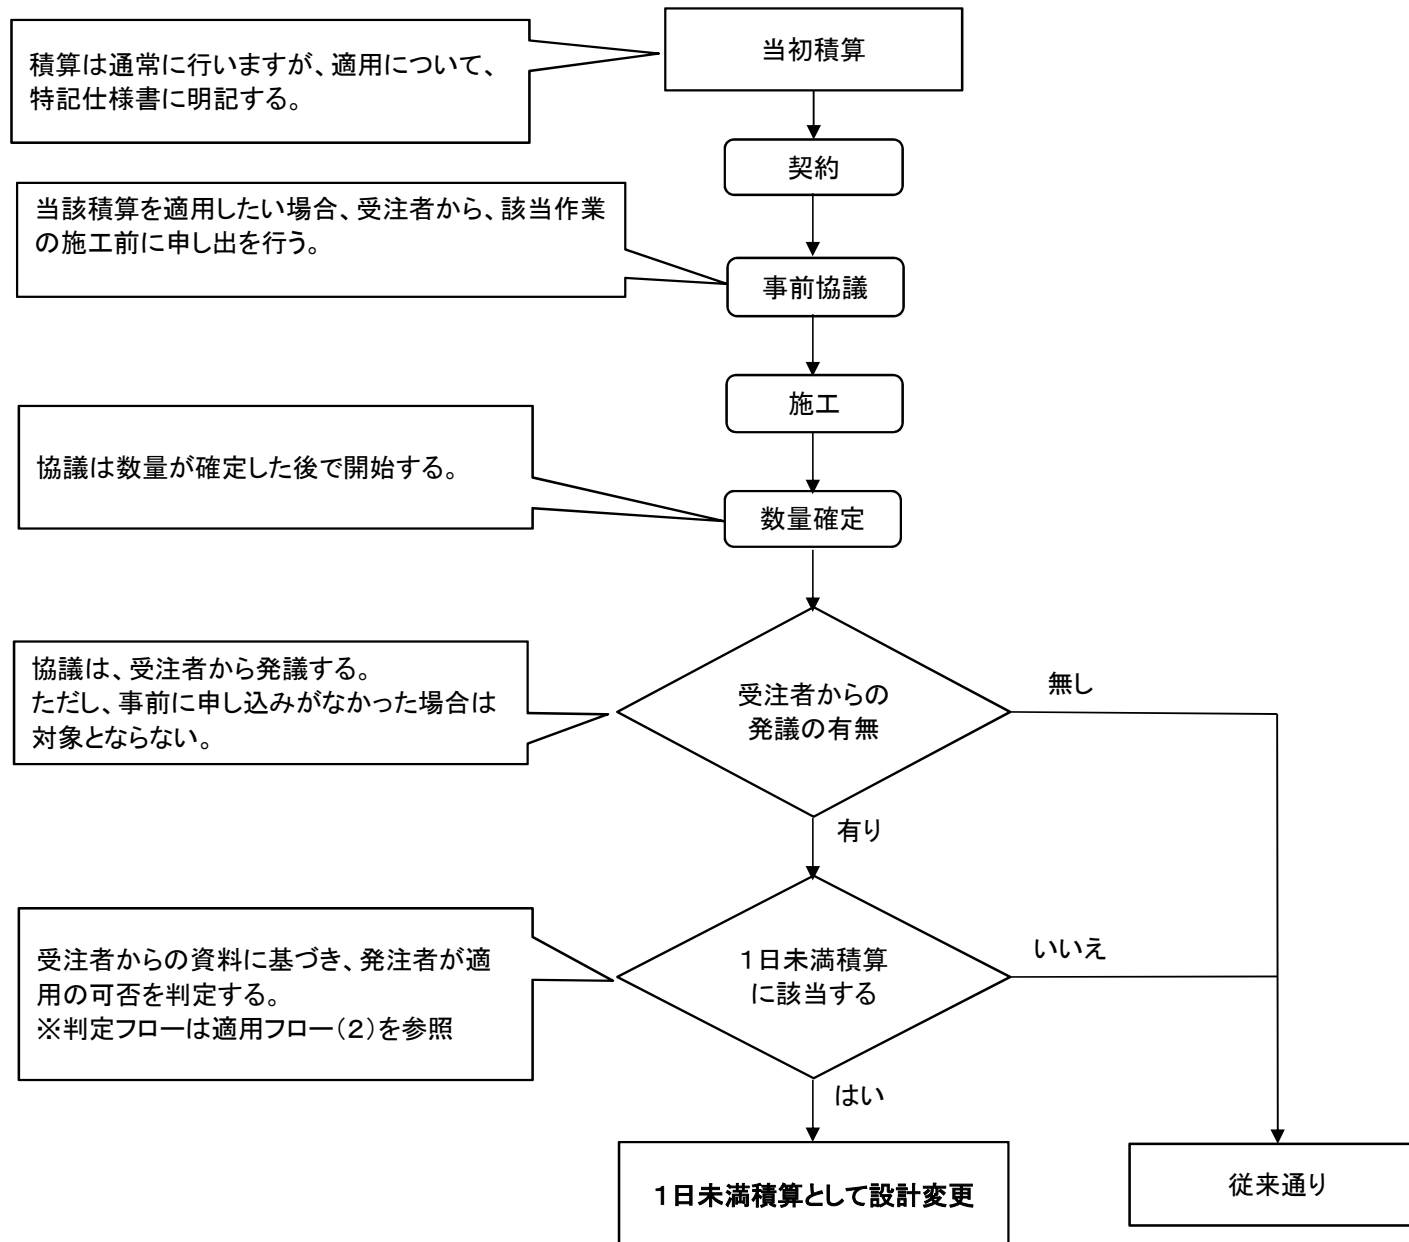 当初積算
積算は通常に行いますが、適用について、
特記仕様書に明記する。
契約
当該積算を適用したい場合、受注者から、該当作業
の施工前に申し出を行う。
事前協議
施工
協議は数量が確定した後で開始する。
数量確定
協議は、受注者から発議する。
ただし、事前に申し込みがなかった場合は
対象とならない。
受注者からの
発議の有無
無し
有り
受注者からの資料に基づき、発注者が適
用の可否を判定する。
※判定フローは適用フロー(2)を参照
1日未満積算
に該当する
いいえ
はい
1日未満積算として設計変更
従来通り